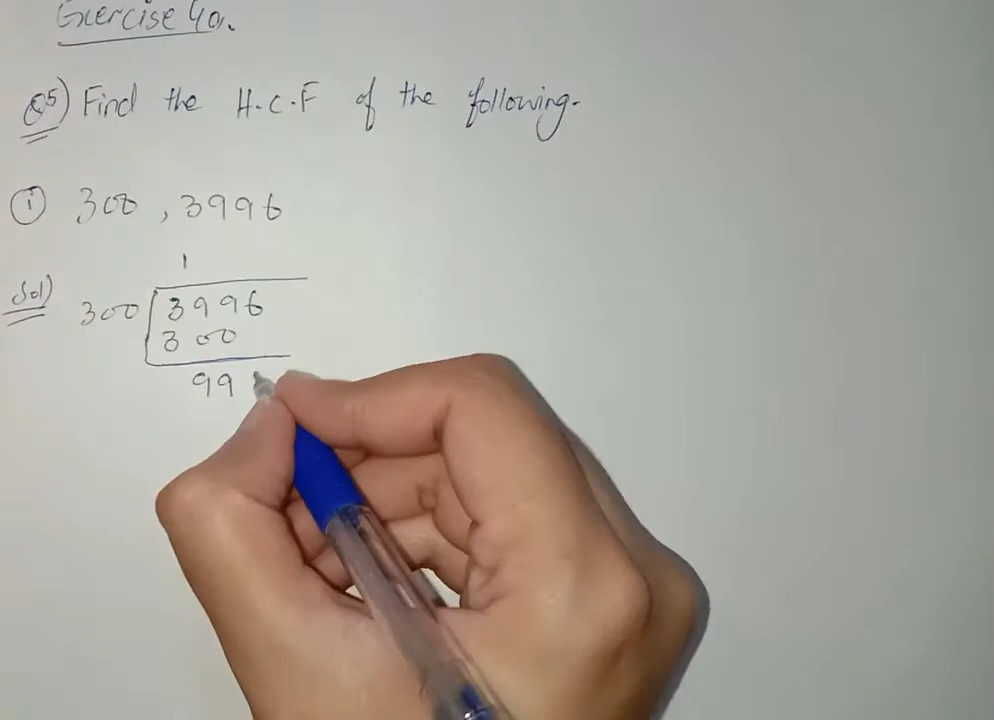 Exercise 4a.
Q5) Find the H.C.F of the following.
(i) 300, 3996
1
Sol) 300 3996
300
99